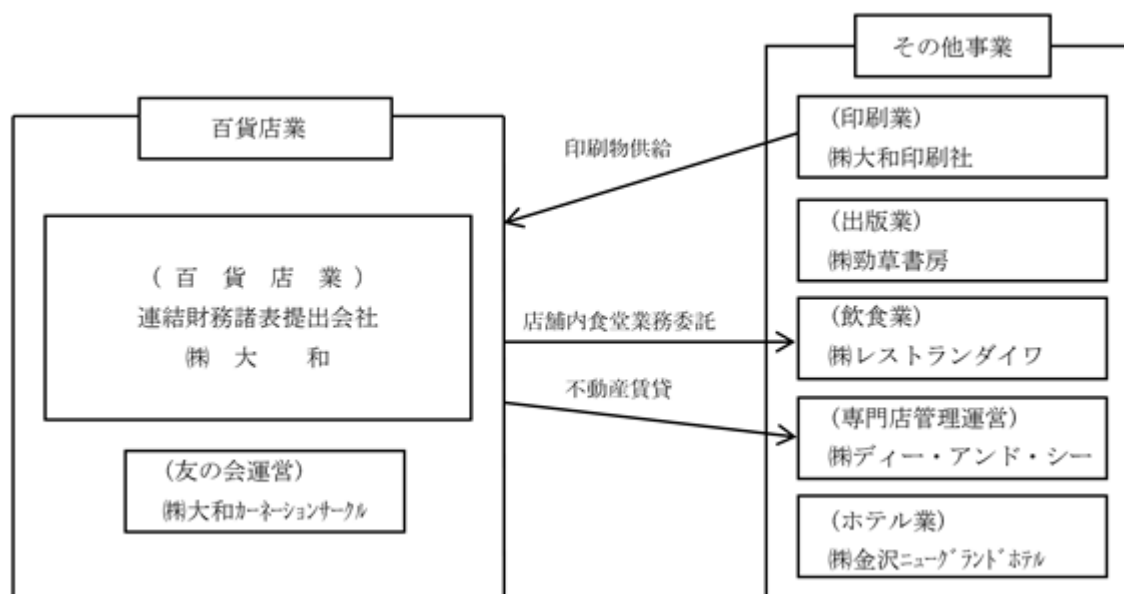 その他事業
百貨店業
(百貨店業)
連結財務諸表提出会社
㈱大和
(友の会運営)
㈱大和ｶｰﾈｰｼｮﾝｻｰｸﾙ
印刷物供給
店舗内食堂業務委託
不動産賃貸
(印刷業)
㈱大和印刷社
(出版業)
㈱勁草書房
(飲食業)
㈱レストランダイワ
(専門店管理運営)
㈱ディー・アンド・シー
(ホテル業)
㈱金沢ﾆｭｰｸﾞﾗﾝﾄﾞﾎﾃﾙ